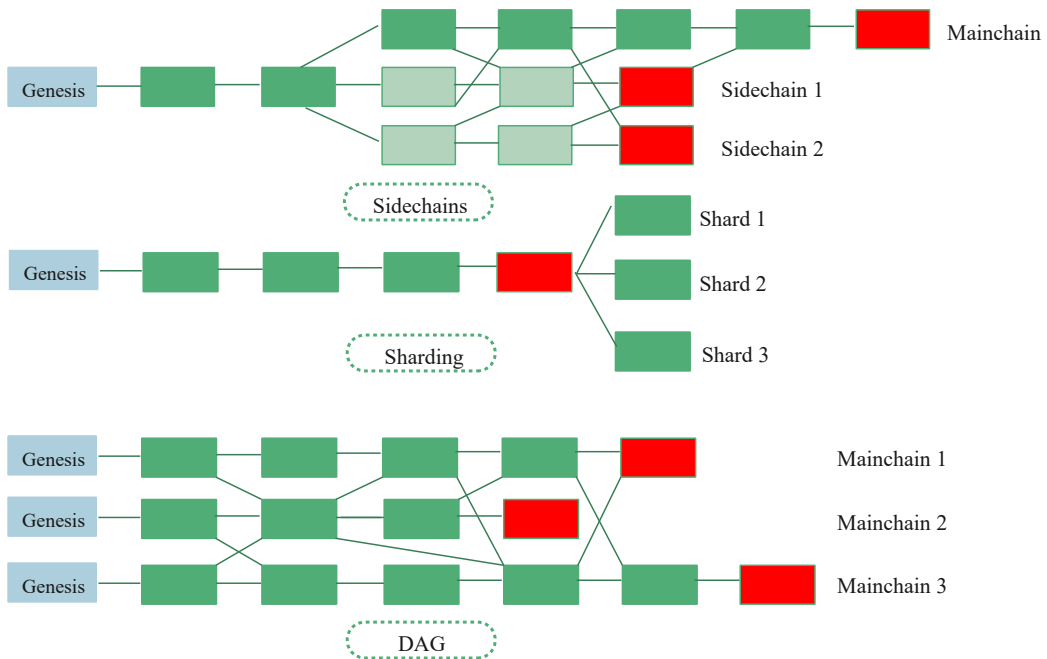 Mainchain
Genesis
Sidechain 1
Sidechain 2
Sidechains
Shard 1
Genesis
Shard 2
Sharding
Shard 3
Genesis
Mainchain 1
Genesis
Mainchain 2
Genesis
Mainchain 3
DAG